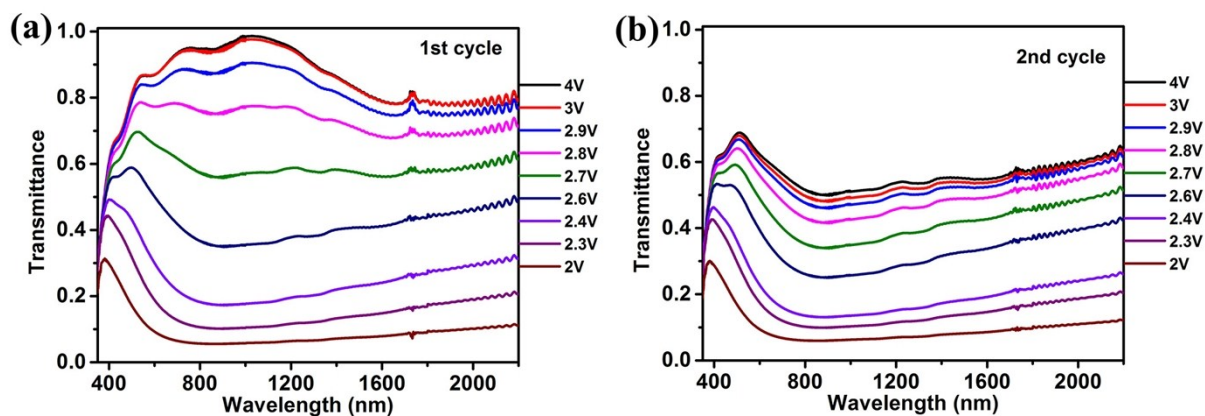 (a)
1st cycle
Transmittance
1.0
0.8
0.6
0.4
0.2
0.0
400 800 1200 1600 2000
Wavelength (nm)
4V
3V
2.9V
2.8V
2.7V
2.6V
2.4V
2.3V
2V
(b)
2nd cycle
Transmittance
1.0
0.8
0.6
0.4
0.2
0.0
400 800 1200 1600 2000
Wavelength (nm)
4V
3V
2.9V
2.8V
2.7V
2.6V
2.4V
2.3V
2V